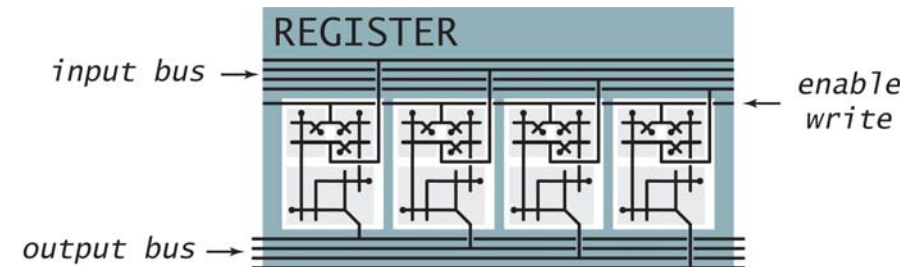 REGISTER
input bus
enable
write
output bus